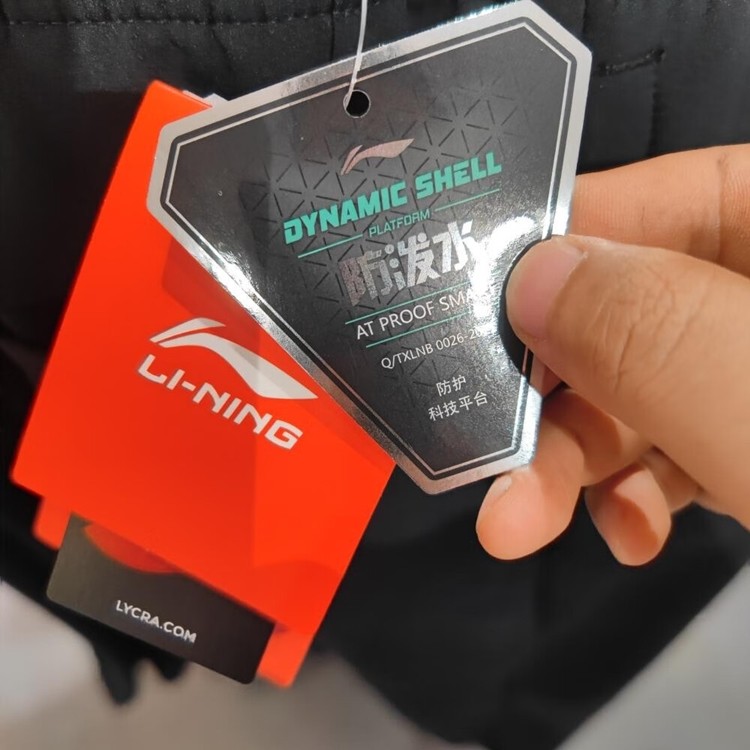 DYNAMIC SHELL
PLATFORM
防泼水
AT PROOF
Q/TXLNB 0026-2
防护
科技平台
LI-NING
LYCRA.COM